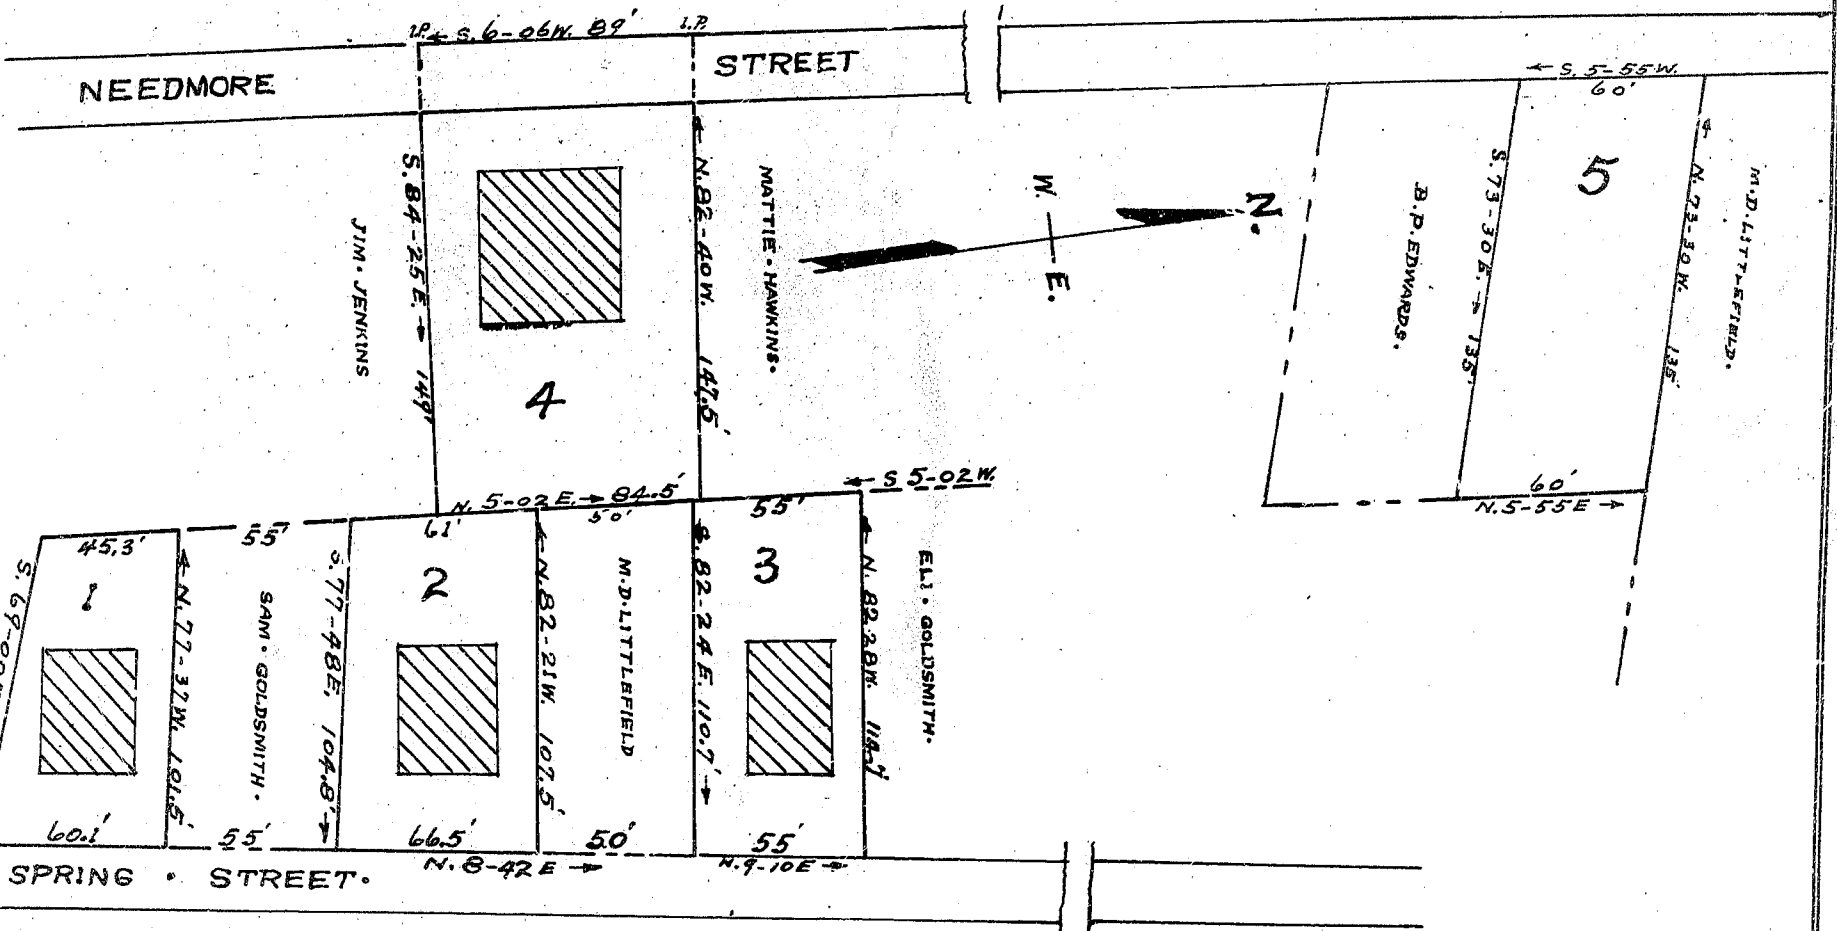 I.P. ← S. 6-06W. 89' I.P.
NEEDMORE STREET
← S. 5-55W.
60'
S. 84-25E → 149'
JIM · JENKINS
4
N. 82-40W. 147.5'
MATTIE · HAWKINS·
W. E.
N.
B.P. EDWARDS.
S. 73-30E. → 135'
5
N. 73-30W. 135'
M.D. LITTLEFIELD.
60'
N. 5-55E →
N. 5-02E. → 84.5'
← S 5-02W.
45.3'
55'
61'
50'
55'
1
N. 77-37W. 101.5'
SAM · GOLDSMITH·
S. 77-48E. 104.8' →
2
N. 82-21W. 107.5'
M.D. LITTLEFIELD
S. 82-24E. 110.7' →
3
N. 82-28W.
ELI · GOLDSMITH·
60.1'
55'
66.5'
50'
55'
N. 8-42E →
N. 9-10E →
SPRING · STREET·